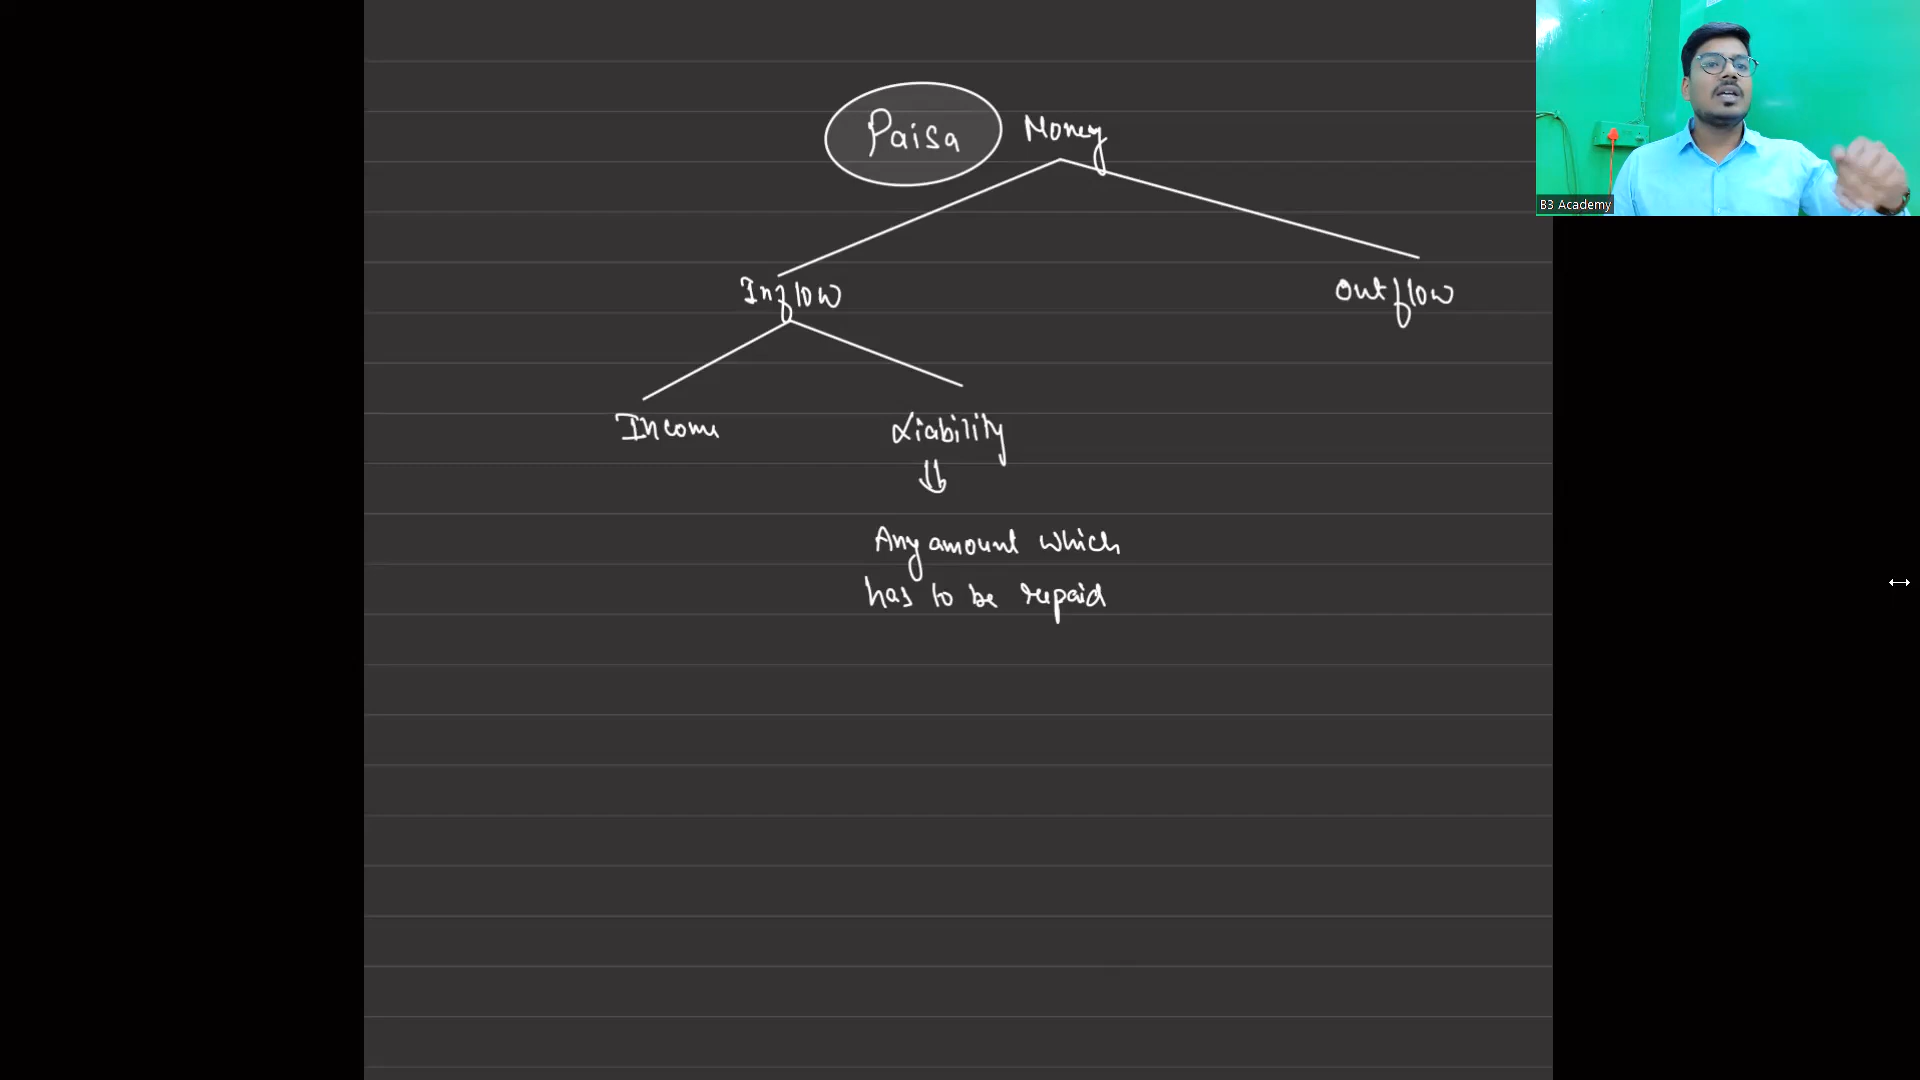 Paisa Money
Inflow Outflow
Income Liability
Any amount which
has to be repaid
B3 Academy